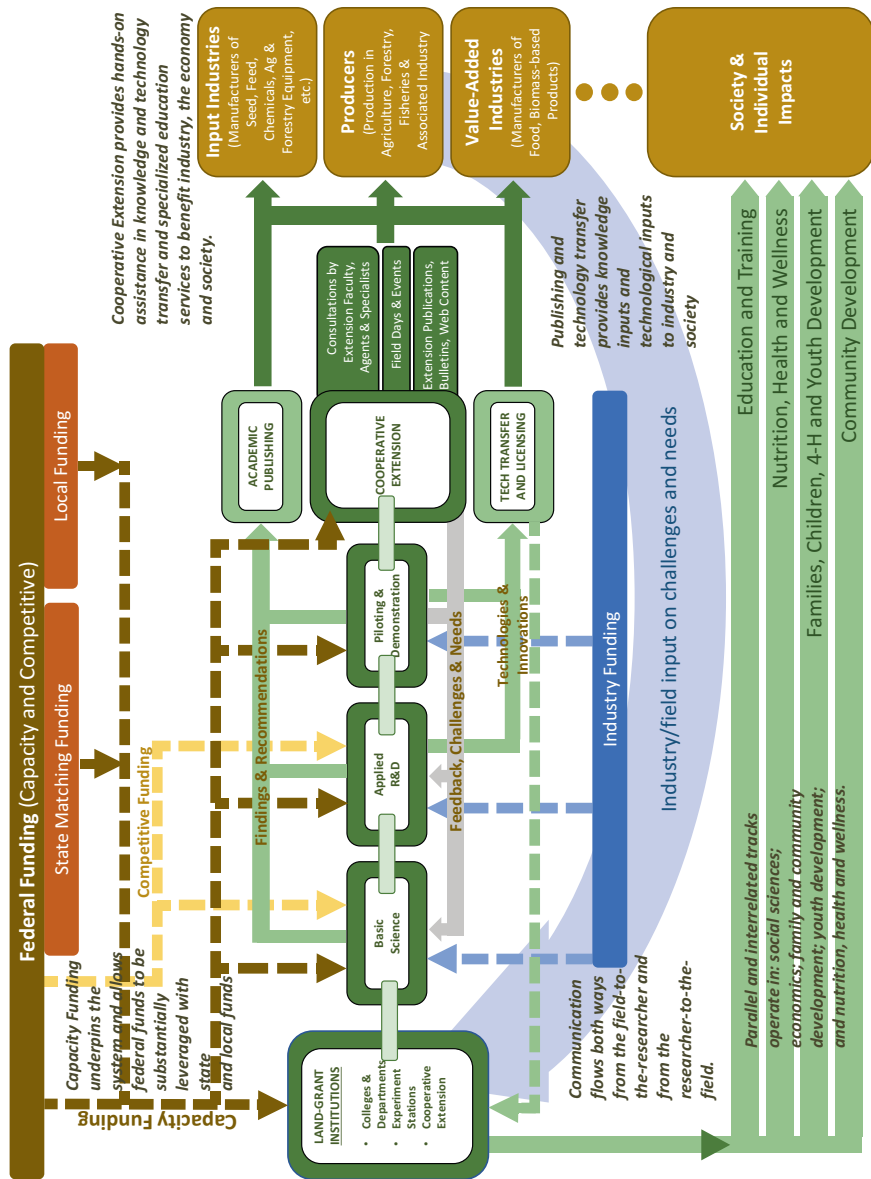 Federal Funding (Capacity and Competitive)
State Matching Funding
Local Funding
Capacity Funding
underpins the
system and allows
federal funds to be
substantially
leveraged with
state
and local funds
Capacity Funding
Competitive Funding
Cooperative Extension provides hands-on
assistance in knowledge and technology
transfer and specialized education
services to benefit industry, the economy
and society.
LAND-GRANT
INSTITUTIONS
• Colleges &
Departments
• Experiment
Stations
• Cooperative
Extension
Findings & Recommendations
Basic
Science
Applied
R&D
Piloting &
Demonstration
Feedback, Challenges & Needs
Technologies &
Innovations
ACADEMIC
PUBLISHING
COOPERATIVE
EXTENSION
TECH TRANSFER
AND LICENSING
Consultations by
Extension Faculty,
Agents & Specialists
Field Days & Events
Extension Publications,
Bulletins, Web Content
Input Industries
(Manufacturers of
Seed, Feed,
Chemicals, Ag &
Forestry Equipment,
etc.)
Producers
(Production in
Agriculture, Forestry,
Fisheries &
Associated Industry
Value-Added
Industries
(Manufacturers of
Food, Biomass-based
Products)
Society &
Individual
Impacts
Communication
flows both ways
from the field-to-
the-researcher and
from the
researcher-to-the-
field.
Industry Funding
Industry/field input on challenges and needs
Publishing and
technology transfer
provides knowledge
inputs and
technological inputs
to industry and
society
Parallel and interrelated tracks
operate in: social sciences;
economics; family and community
development; youth development;
and nutrition, health and wellness.
Education and Training
Nutrition, Health and Wellness
Families, Children, 4-H and Youth Development
Community Development